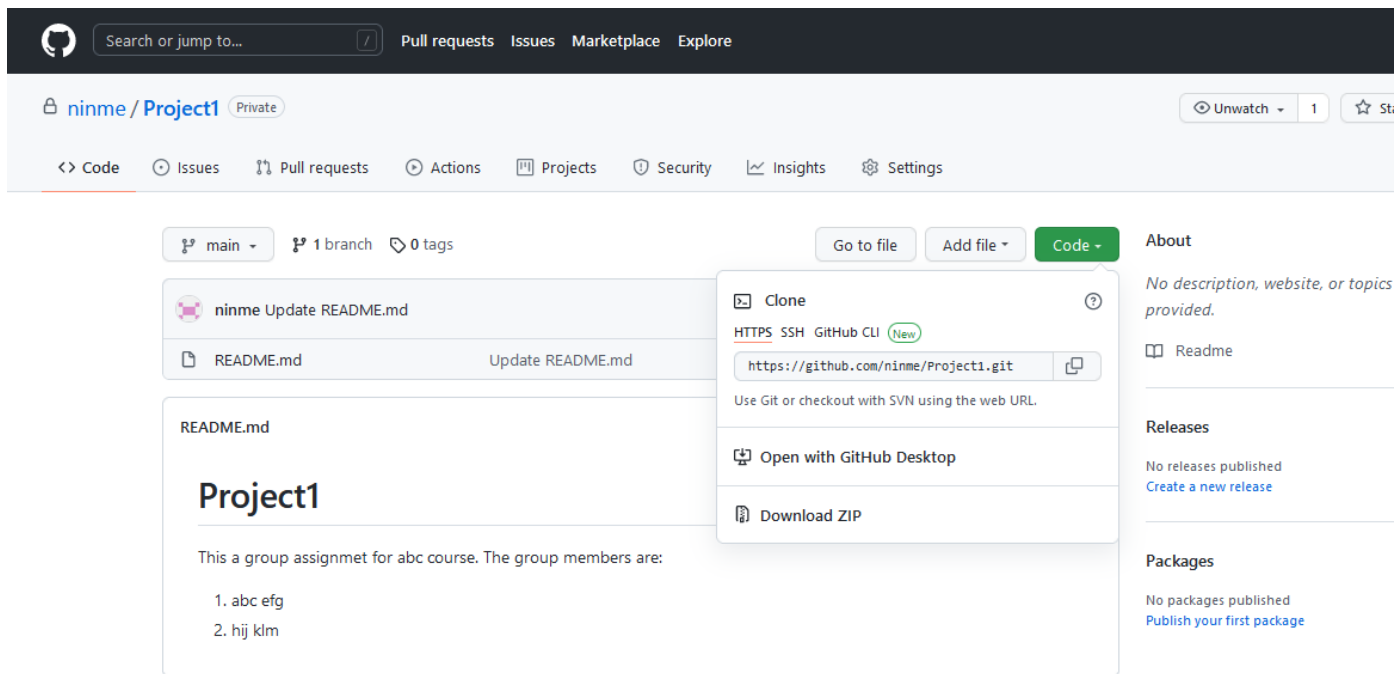 Search or jump to... /
Pull requests Issues Marketplace Explore
ninme / Project1 Private
Unwatch 1
Code Issues Pull requests Actions Projects Security Insights Settings
main 1 branch 0 tags
Go to file Add file Code
ninme Update README.md
README.md Update README.md
Clone
HTTPS SSH GitHub CLI New
https://github.com/ninme/Project1.git
Use Git or checkout with SVN using the web URL.
Open with GitHub Desktop
Download ZIP
README.md
Project1
This a group assignmet for abc course. The group members are:
1. abc efg
2. hij klm
About
No description, website, or topics
provided.
Readme
Releases
No releases published
Create a new release
Packages
No packages published
Publish your first package